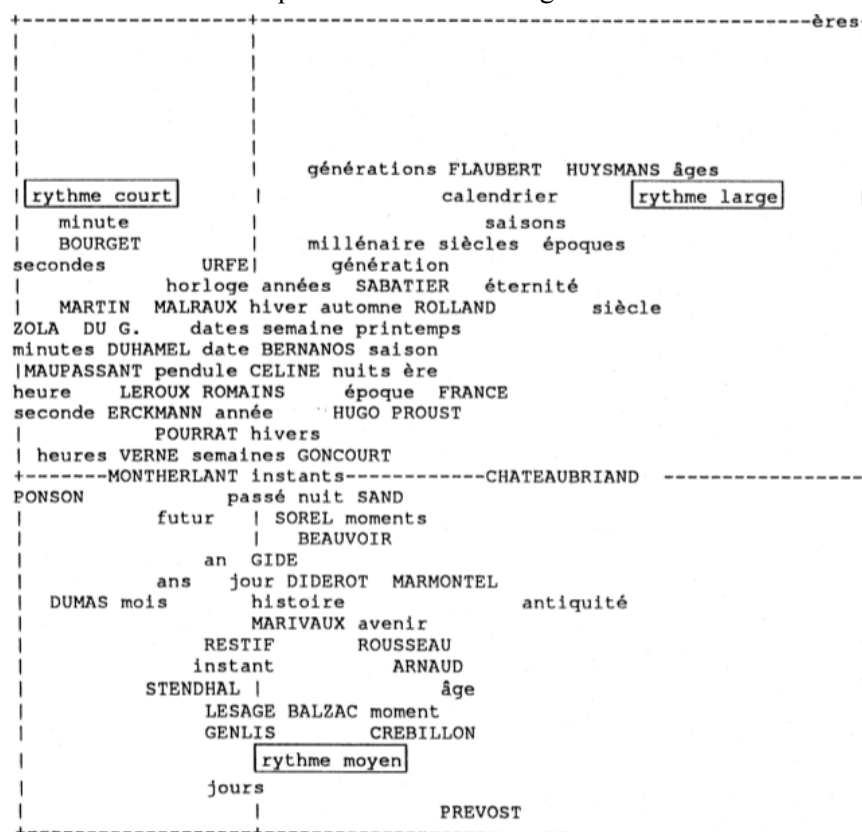 ères
générations FLAUBERT HUYSMANS âges
rythme court calendrier rythme large
minute saisons
BOURGET millénaire siècles époques
secondes URFE génération
horloge années SABATIER éternité
MARTIN MALRAUX hiver automne ROLLAND siècle
ZOLA DU G. dates semaine printemps
minutes DUHAMEL date BERNANOS saison
MAUPASSANT pendule CELINE nuits ère
heure LEROUX ROMAINS époque FRANCE
seconde ERCKMANN année HUGO PROUST
POURRAT hivers
heures VERNE semaines GONCOURT
MONTHERLANT instants CHATEAUBRIAND
PONSON passé nuit SAND
futur SOREL moments
BEAUVOIR
an GIDE
ans jour DIDEROT MARMONTEL
DUMAS mois histoire antiquité
MARIVAUX avenir
RESTIF ROUSSEAU
instant ARNAUD
STENDHAL âge
LESAGE BALZAC moment
GENLIS CREBILLON
rythme moyen
jours
PREVOST